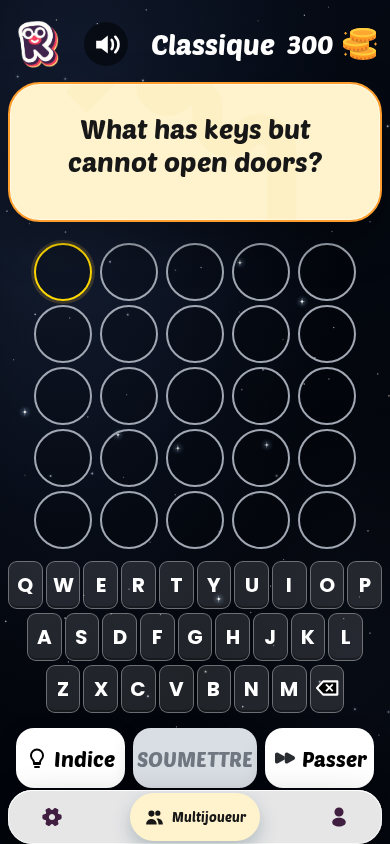 Classique 300
What has keys but
cannot open doors?
Q W E R T Y U I O P
A S D F G H J K L
Z X C V B N M
Indice SOUMETTRE Passer
Multijoueur